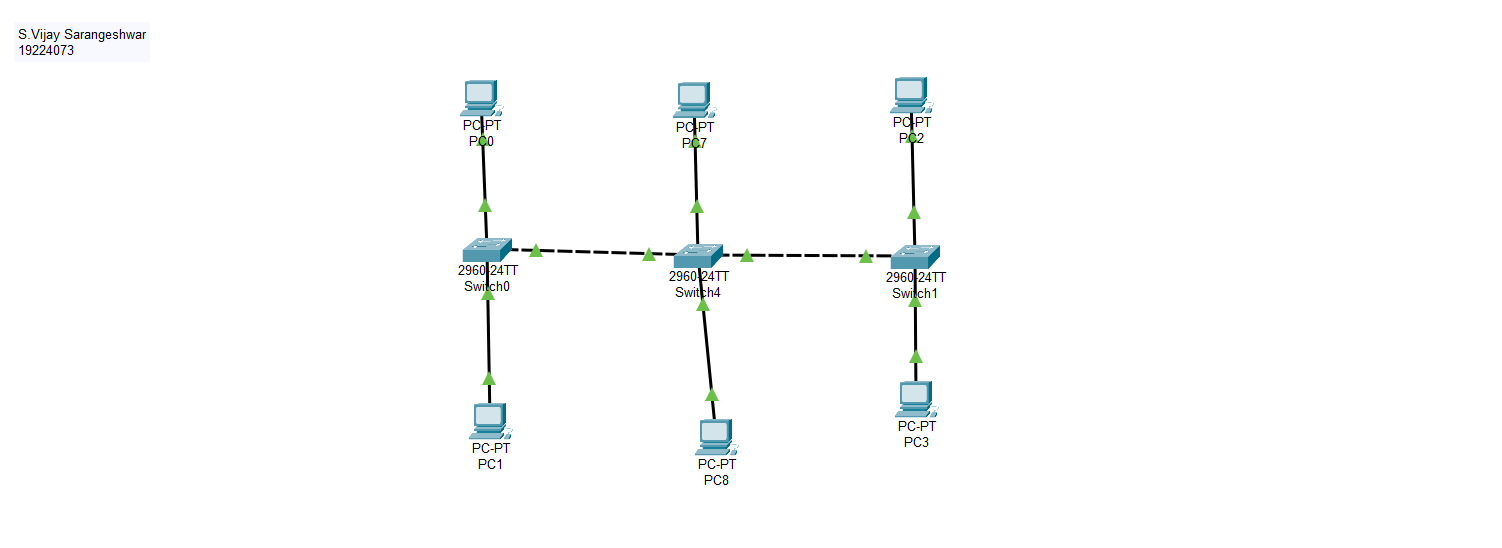 S.Vijay Sarangeshwar
19224073
PC-PT
PC0
PC-PT
PC7
PC-PT
PC2
2960-24TT
Switch0
2960-24TT
Switch4
2960-24TT
Switch1
PC-PT
PC1
PC-PT
PC8
PC-PT
PC3